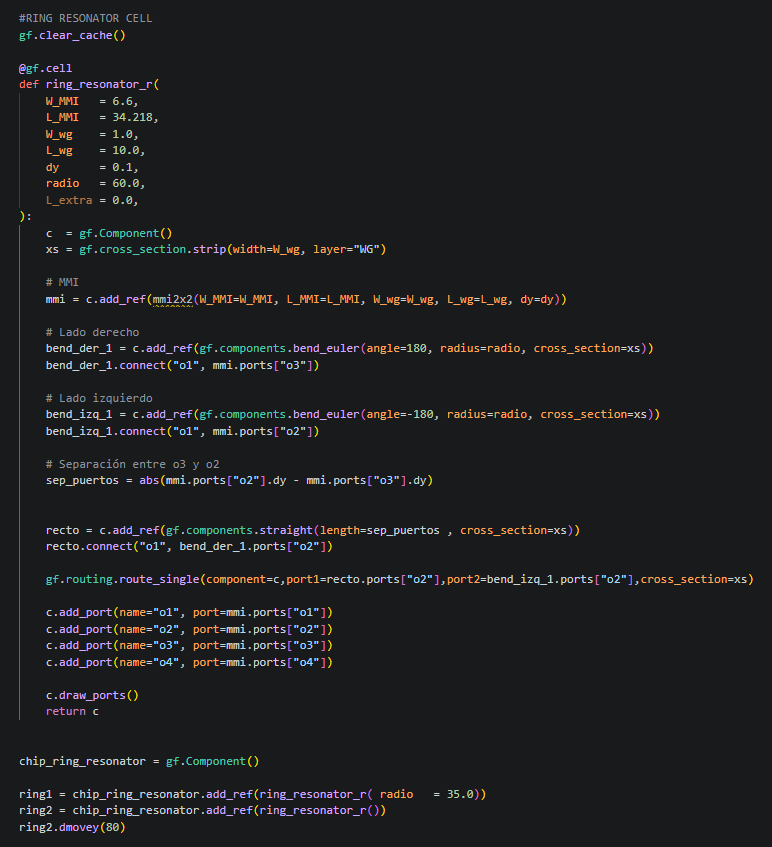 #RING RESONATOR CELL
gf.clear_cache()
@gf.cell
def ring_resonator_r(
    W_MMI   = 6.6,
    L_MMI   = 34.218,
    W_wg    = 1.0,
    L_wg    = 10.0,
    dy      = 0.1,
    radio   = 60.0,
    L_extra = 0.0,
):
    c  = gf.Component()
    xs = gf.cross_section.strip(width=W_wg, layer="WG")
    # MMI
    mmi = c.add_ref(mmi2x2(W_MMI=W_MMI, L_MMI=L_MMI, W_wg=W_wg, L_wg=L_wg, dy=dy))
    # Lado derecho
    bend_der_1 = c.add_ref(gf.components.bend_euler(angle=180, radius=radio, cross_section=xs))
    bend_der_1.connect("o1", mmi.ports["o3"])
    # Lado izquierdo
    bend_izq_1 = c.add_ref(gf.components.bend_euler(angle=-180, radius=radio, cross_section=xs))
    bend_izq_1.connect("o1", mmi.ports["o2"])
    # Separación entre o3 y o2
    sep_puertos = abs(mmi.ports["o2"].dy - mmi.ports["o3"].dy)
    recto = c.add_ref(gf.components.straight(length=sep_puertos , cross_section=xs))
    recto.connect("o1", bend_der_1.ports["o2"])
    gf.routing.route_single(component=c,port1=recto.ports["o2"],port2=bend_izq_1.ports["o2"],cross_section=xs)
    c.add_port(name="o1", port=mmi.ports["o1"])
    c.add_port(name="o2", port=mmi.ports["o2"])
    c.add_port(name="o3", port=mmi.ports["o3"])
    c.add_port(name="o4", port=mmi.ports["o4"])
    c.draw_ports()
    return c
chip_ring_resonator = gf.Component()
ring1 = chip_ring_resonator.add_ref(ring_resonator_r( radio   = 35.0))
ring2 = chip_ring_resonator.add_ref(ring_resonator_r())
ring2.dmovey(80)